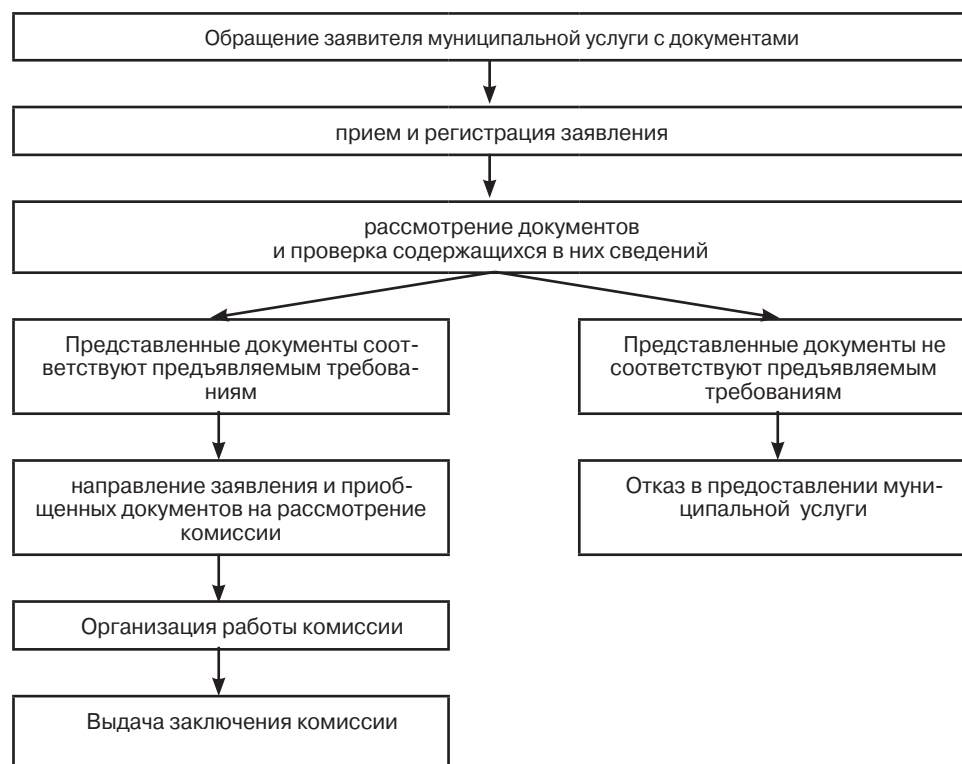 Обращение заявителя муниципальной услуги с документами
прием и регистрация заявления
рассмотрение документов
и проверка содержащихся в них сведений
Представленные документы соот-
ветствуют предъявляемым требова-
ниям
Представленные документы не
соответствуют предъявляемым
требованиям
направление заявления и приоб-
щенных документов на рассмотрение
комиссии
Отказ в предоставлении муни-
ципальной услуги
Организация работы комиссии
Выдача заключения комиссии